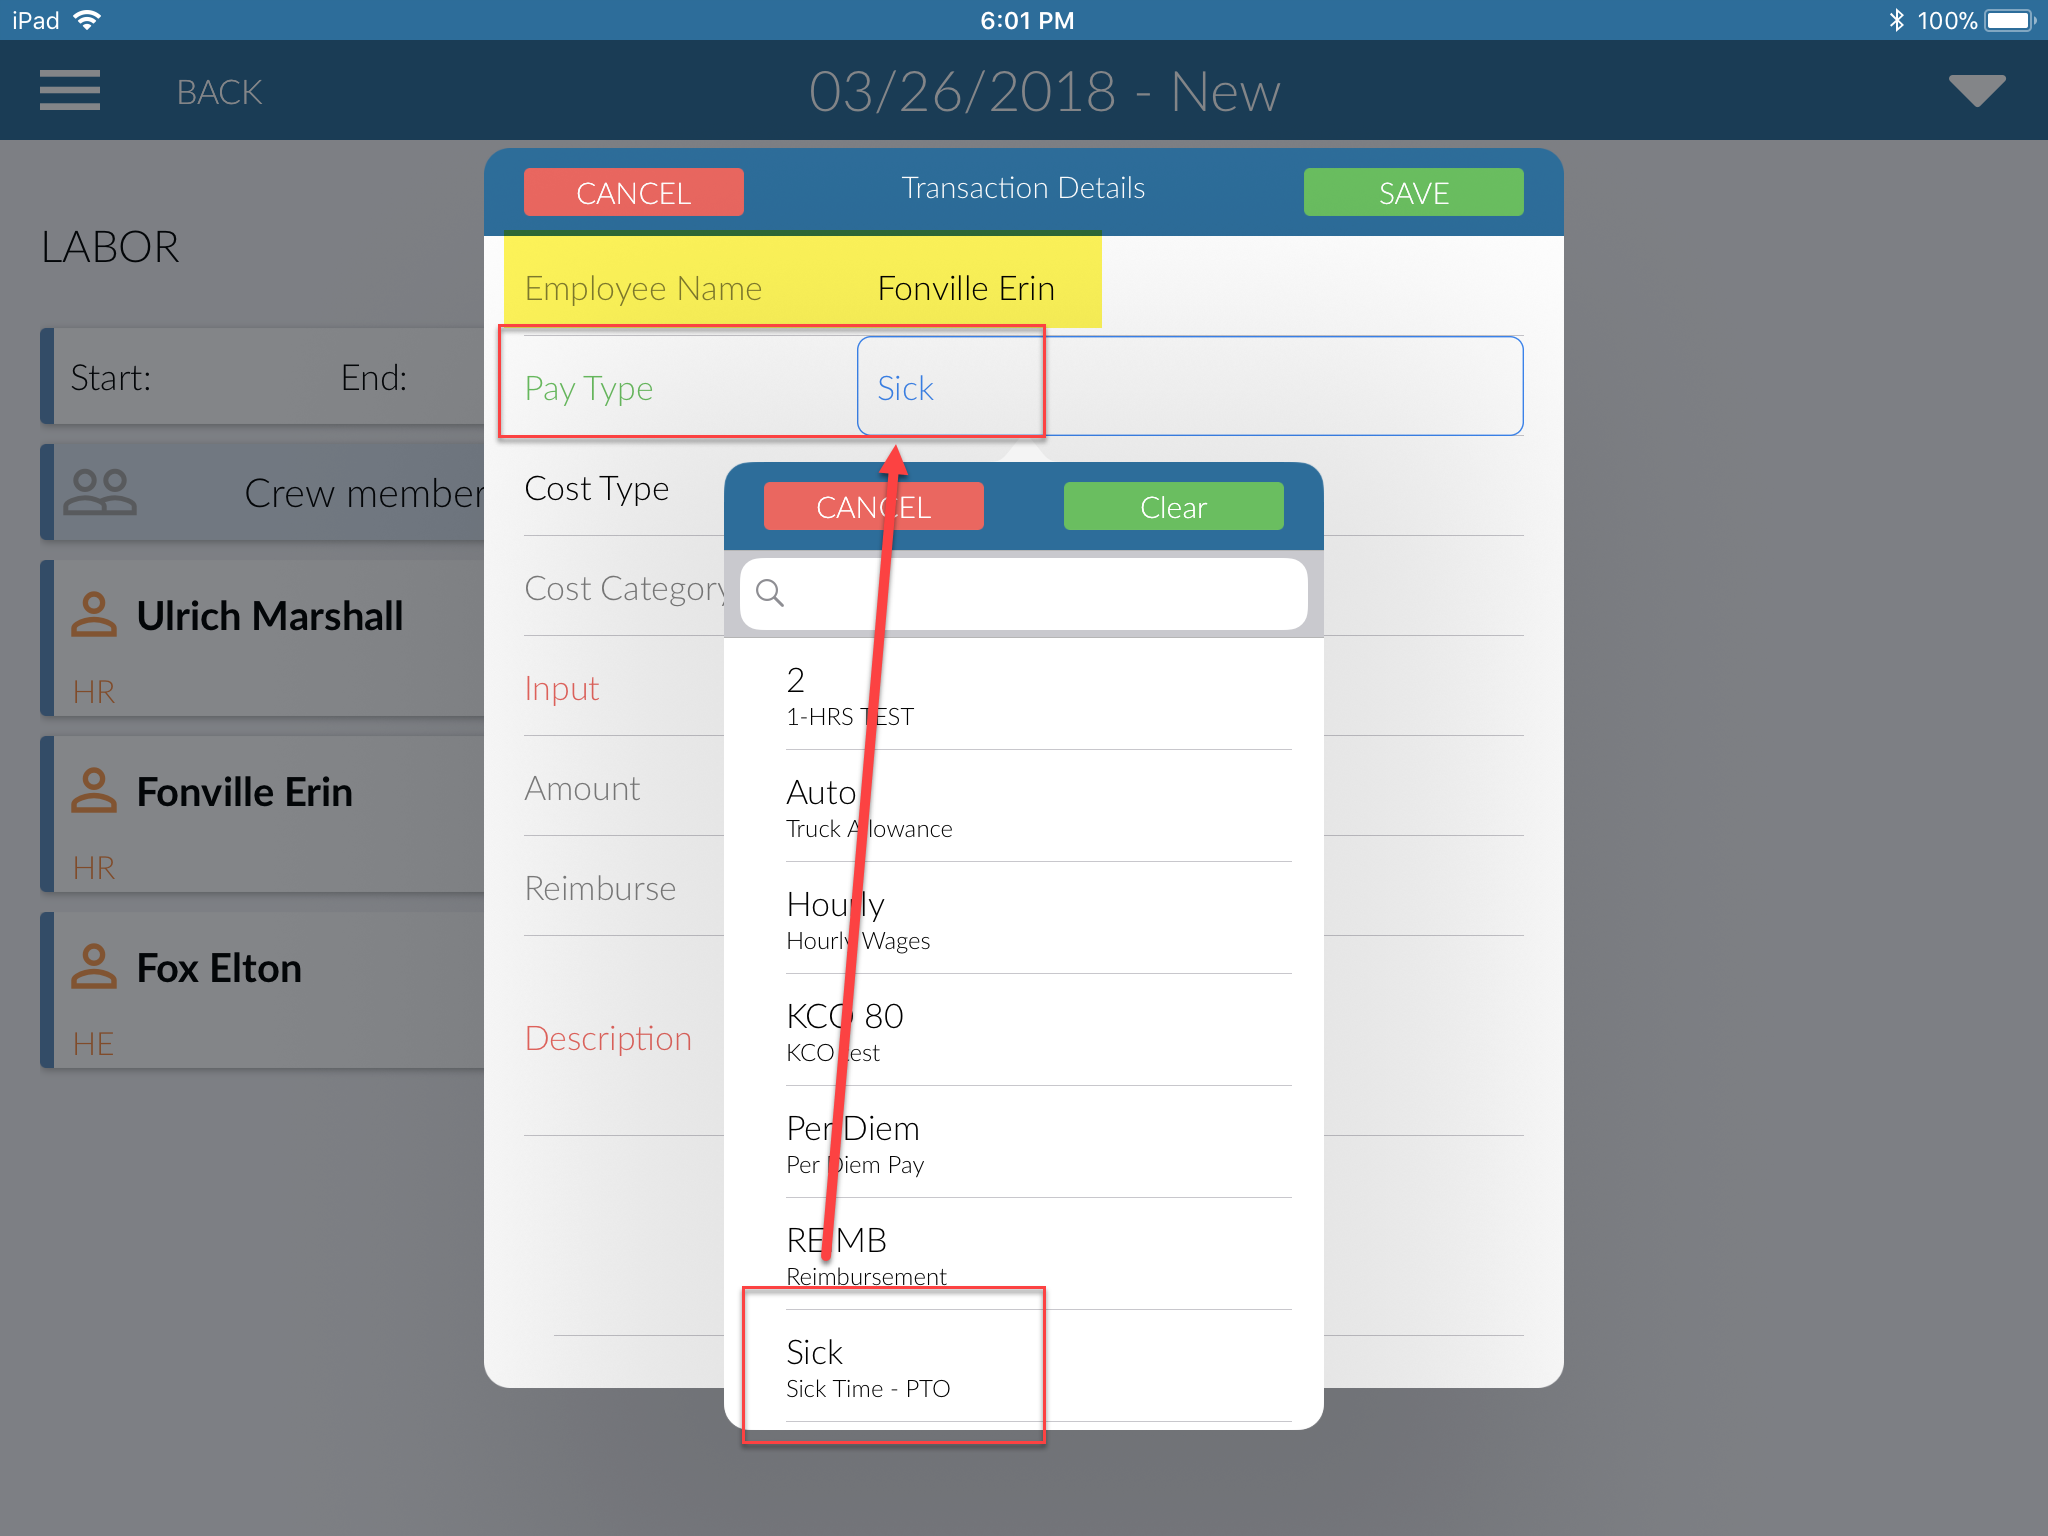 iPad 6:01 PM 100%
BACK 03/26/2018 - New
CANCEL Transaction Details SAVE
LABOR
Employee Name Fonville Erin
Start: End:
Pay Type Sick
Crew member
Cost Type
CANCEL Clear
Cost Category
Ulrich Marshall
HR
Input
2
1-HRS TEST
Fonville Erin
HR
Amount
Auto
Truck Allowance
Reimburse
Hourly
Hourly Wages
Fox Elton
HE
Description
KCO 80
KCO test
Per Diem
Per Diem Pay
REIMB
Reimbursement
Sick
Sick Time - PTO